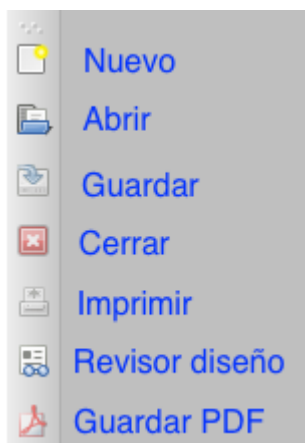 Nuevo
Abrir
Guardar
Cerrar
Imprimir
Revisor diseño
Guardar PDF